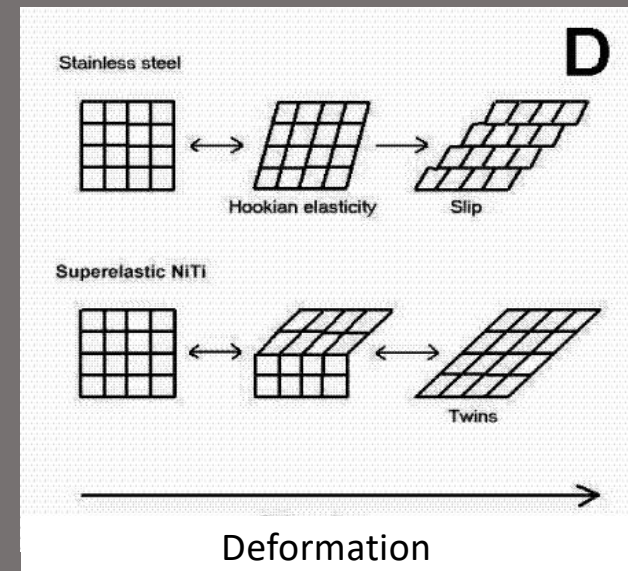 D
Stainless steel
Hookian elasticity
Slip
Superelastic NiTi
Twins
Deformation